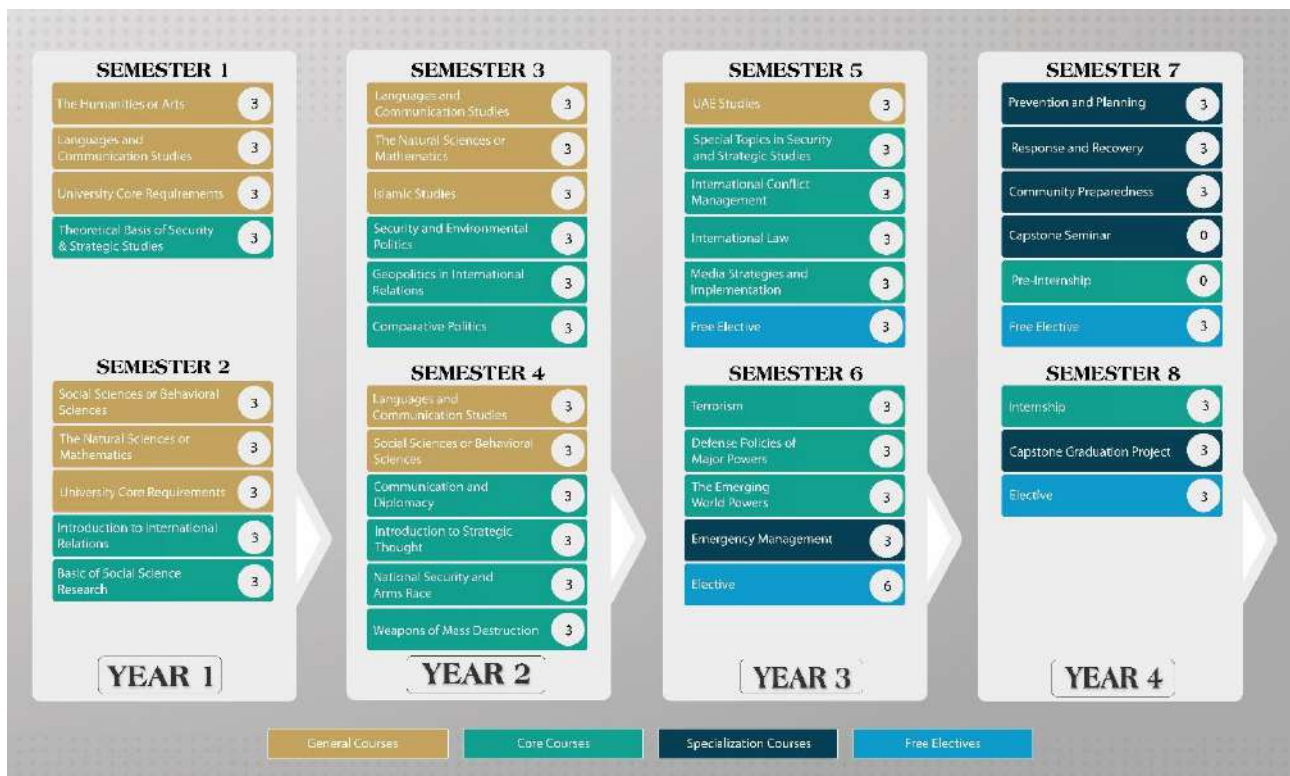 SEMESTER 1
The Humanities or Arts
3
Languages and
Communication Studies
3
University Core Requirements
3
Theoretical Basis of Security
& Strategic Studies
3
SEMESTER 2
Social Sciences or Behavioral
Sciences
3
The Natural Sciences or
Mathematics
3
University Core Requirements
3
Introduction to International
Relations
3
Basic of Social Science
Research
3
YEAR 1
SEMESTER 3
Languages and
Communication Studies
3
The Natural Sciences or
Mathematics
3
Islamic Studies
3
Security and Environmental
Politics
3
Geopolitics in International
Relations
3
Comparative Politics
3
SEMESTER 4
Languages and
Communication Studies
3
Social Sciences or Behavioral
Sciences
3
Communication and
Diplomacy
3
Introduction to Strategic
Thought
3
National Security and
Arms Race
3
Weapons of Mass Destruction
3
YEAR 2
SEMESTER 5
UAE Studies
3
Special Topics in Security
and Strategic Studies
3
International Conflict
Management
3
International Law
3
Media Strategies and
Implementation
3
Free Elective
3
SEMESTER 6
Terrorism
3
Defense Policies of
Major Powers
3
The Emerging
World Powers
3
Emergency Management
3
Elective
6
YEAR 3
SEMESTER 7
Prevention and Planning
3
Response and Recovery
3
Community Preparedness
3
Capstone Seminar
0
Pre-Internship
0
Free Elective
3
SEMESTER 8
Internship
3
Capstone Graduation Project
3
Elective
3
YEAR 4
General Courses
Core Courses
Specialization Courses
Free Electives